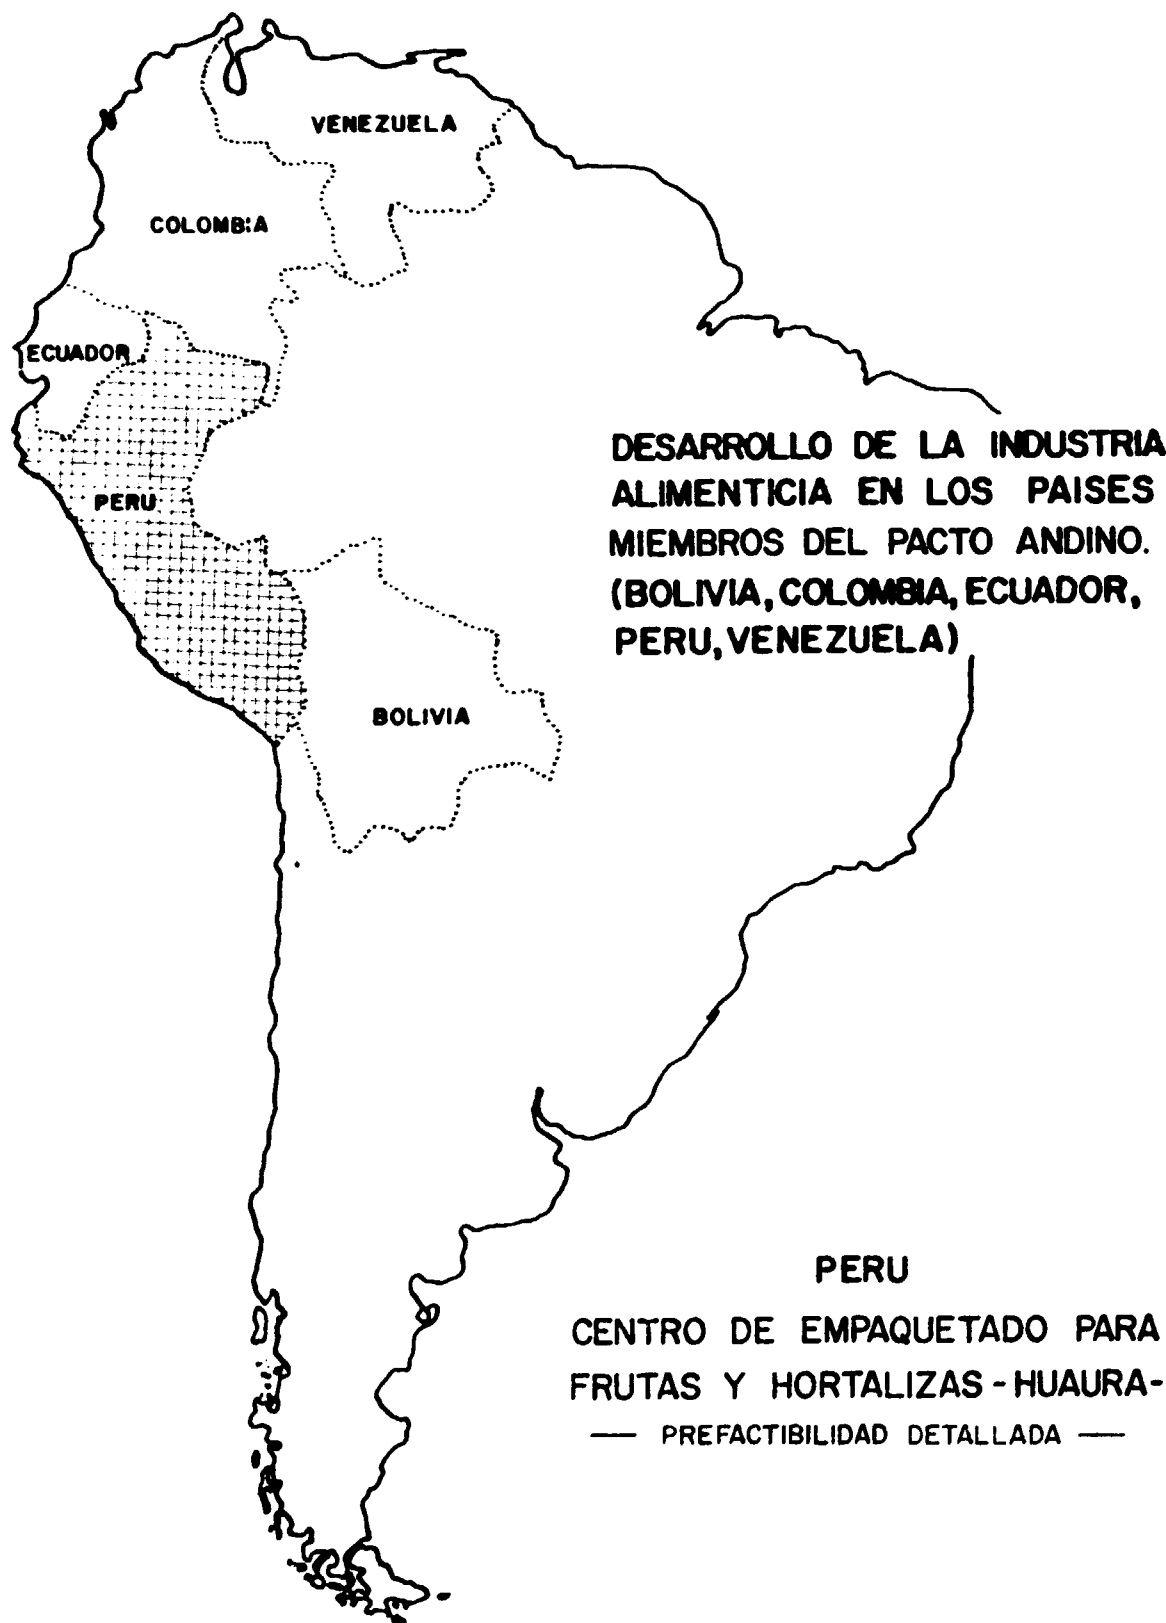 VENEZUELA
COLOMBIA
ECUADOR
PERU
BOLIVIA
DESARROLLO DE LA INDUSTRIA
ALIMENTICIA EN LOS PAISES
MIEMBROS DEL PACTO ANDINO.
(BOLIVIA, COLOMBIA, ECUADOR,
PERU, VENEZUELA)
PERU
CENTRO DE EMPAQUETADO PARA
FRUTAS Y HORTALIZAS - HUAURA-
— PREFACTIBILIDAD DETALLADA —